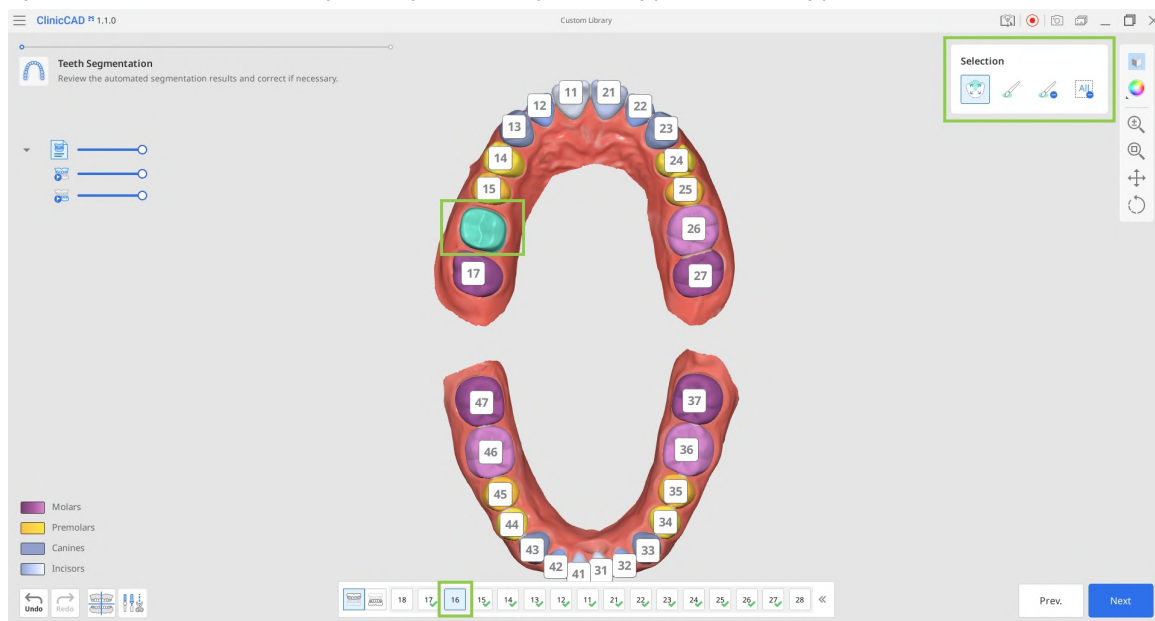 ClinicCAD 1.1.0
Custom Library
Teeth Segmentation
Review the automated segmentation results and correct if necessary.
Selection
All
11 21
12 22
13 23
14 24
15 25
26
17 27
47 37
46 36
45 35
44 34
43 33
42 41 31 32
Molars
Premolars
Canines
Incisors
Undo Redo
18 17 16 15 14 13 12 11 21 22 23 24 25 26 27 28
Prev. Next